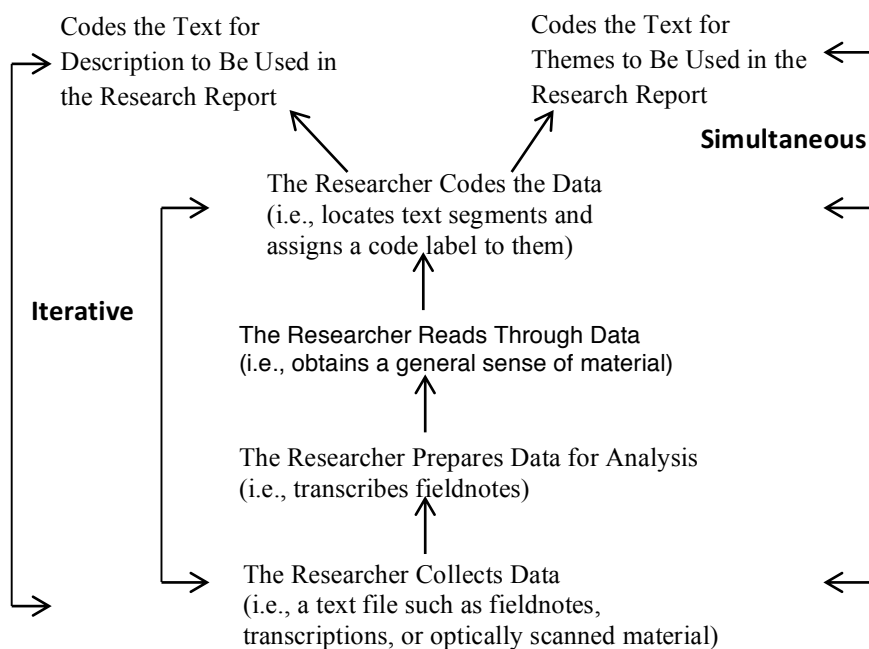 Codes the Text for
Description to Be Used in
the Research Report
Codes the Text for
Themes to Be Used in the
Research Report
Simultaneous
The Researcher Codes the Data
(i.e., locates text segments and
assigns a code label to them)
Iterative
The Researcher Reads Through Data
(i.e., obtains a general sense of material)
The Researcher Prepares Data for Analysis
(i.e., transcribes fieldnotes)
The Researcher Collects Data
(i.e., a text file such as fieldnotes,
transcriptions, or optically scanned material)